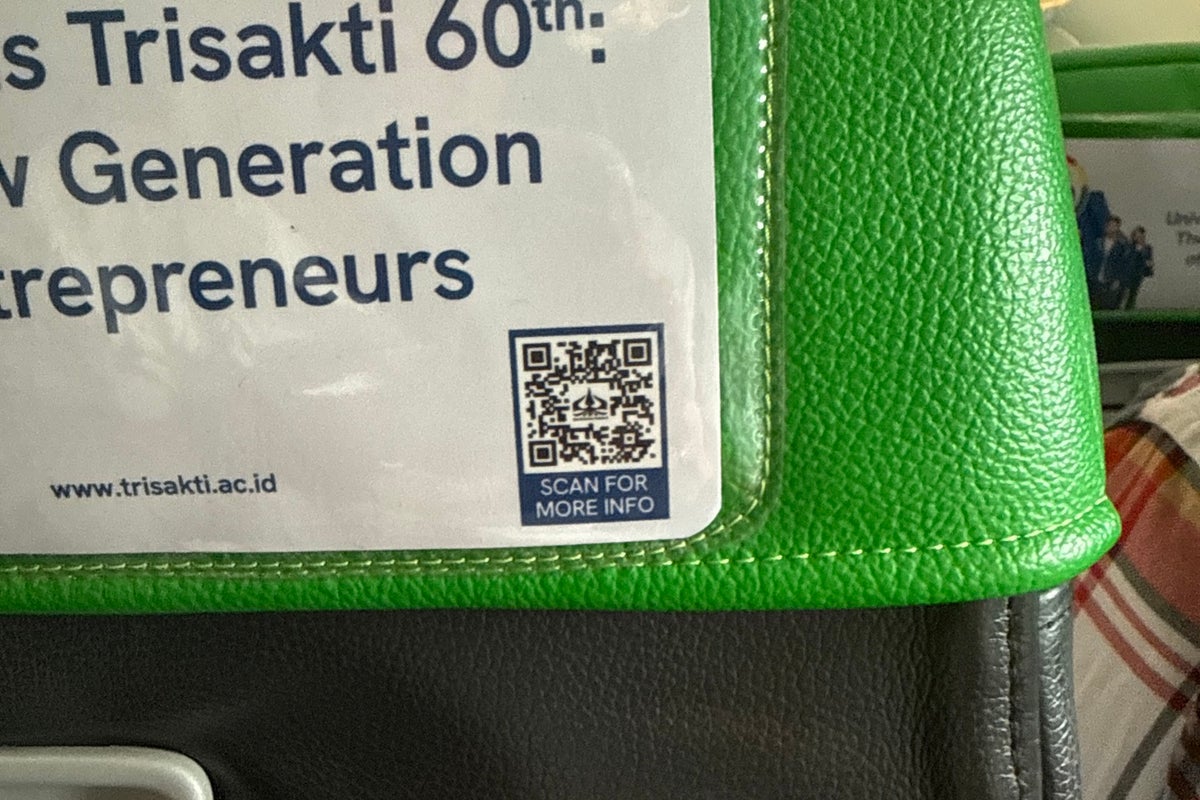 s Trisakti 60th:
w Generation
trepreneurs
www.trisakti.ac.id
SCAN FOR
MORE INFO